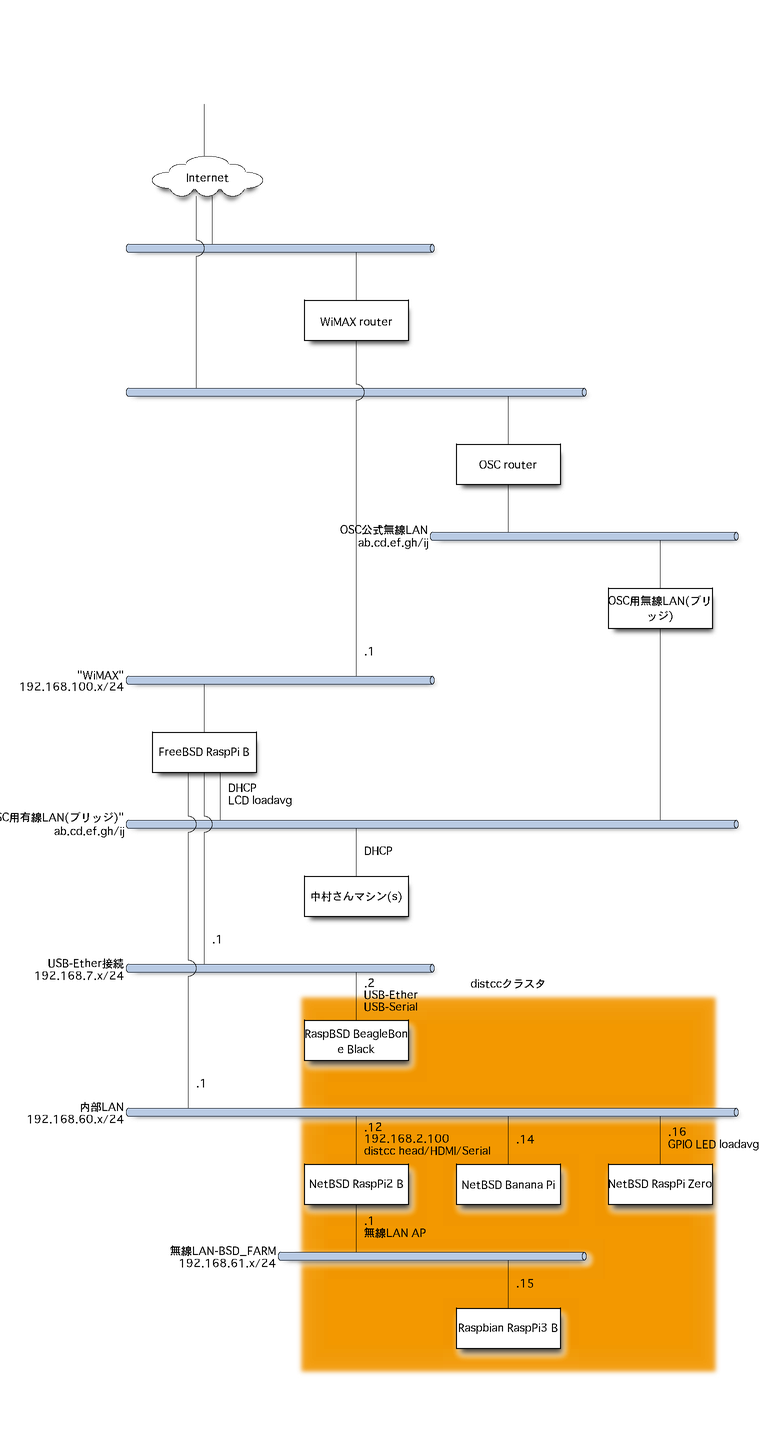 Internet
WiMAX router
OSC router
OSC公式無線LAN
ab.cd.ef.gh/ij
OSC用無線LAN(ブリ
ッジ)
.1
"WiMAX"
192.168.100.x/24
FreeBSD RaspPi B
DHCP
LCD loadavg
SC用有線LAN(ブリッジ)"
ab.cd.ef.gh/ij
DHCP
中村さんマシン(s)
.1
USB-Ether接続
192.168.7.x/24
.2
USB-Ether
USB-Serial
distccクラスタ
RaspBSD BeagleBon
e Black
.1
内部LAN
192.168.60.x/24
.12
192.168.2.100
distcc head/HDMI/Serial
.14
.16
GPIO LED loadavg
NetBSD RaspPi2 B
NetBSD Banana Pi
NetBSD RaspPi Zero
.1
無線LAN AP
無線LAN-BSD_FARM
192.168.61.x/24
.15
Raspbian RaspPi3 B